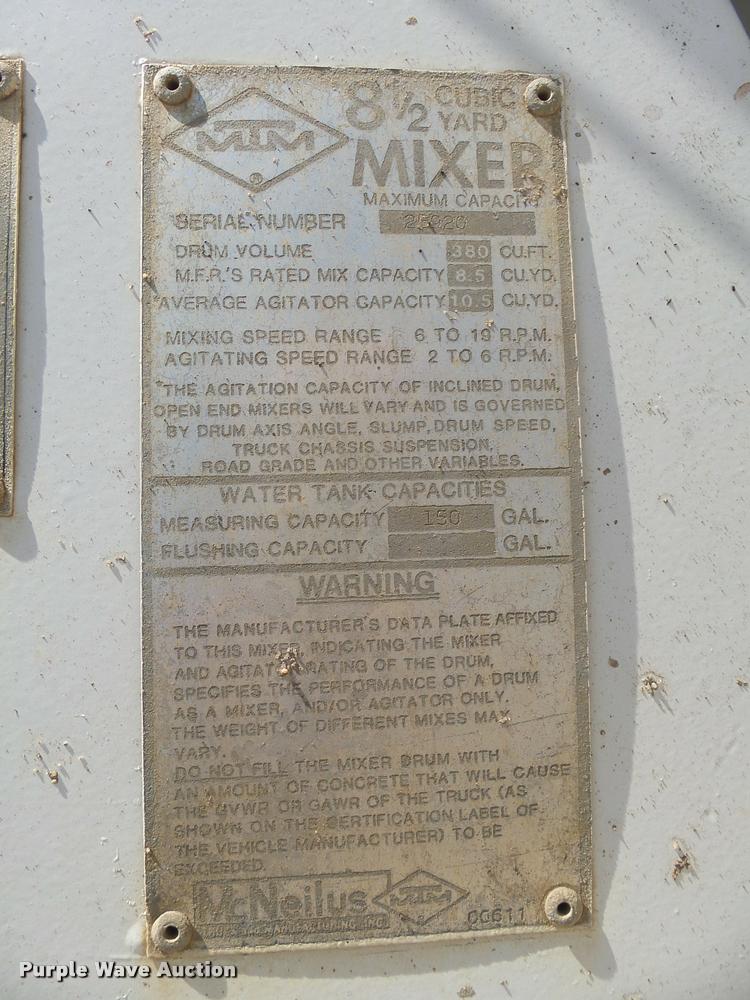 MTM
®
8 1/2 CUBIC YARD
MIXER
MAXIMUM CAPACITY
SERIAL NUMBER
DRUM VOLUME 380 CU.FT.
M.F.R.'S RATED MIX CAPACITY 8.5 CU.YD.
*AVERAGE AGITATOR CAPACITY 10.5 CU.YD.
MIXING SPEED RANGE 6 TO 19 R.P.M.
AGITATING SPEED RANGE 2 TO 6 R.P.M.
*THE AGITATION CAPACITY OF INCLINED DRUM,
OPEN END MIXERS WILL VARY AND IS GOVERNED
BY DRUM AXIS ANGLE, SLUMP, DRUM SPEED,
TRUCK CHASSIS SUSPENSION,
ROAD GRADE AND OTHER VARIABLES.
WATER TANK CAPACITIES
MEASURING CAPACITY 150 GAL.
FLUSHING CAPACITY GAL.
WARNING
THE MANUFACTURER'S DATA PLATE AFFIXED
TO THIS MIXER, INDICATING THE MIXER
AND AGITATOR RATING OF THE DRUM,
SPECIFIES THE PERFORMANCE OF A DRUM
AS A MIXER, AND/OR AGITATOR ONLY.
THE WEIGHT OF DIFFERENT MIXES MAY
VARY.
DO NOT FILL THE MIXER DRUM WITH
AN AMOUNT OF CONCRETE THAT WILL CAUSE
THE GVWR OR GAWR OF THE TRUCK (AS
SHOWN ON THE CERTIFICATION LABEL OF
THE VEHICLE MANUFACTURER) TO BE
EXCEEDED.
McNeilus MTM
TRUCK AND MANUFACTURING, INC. 00611
Purple Wave Auction